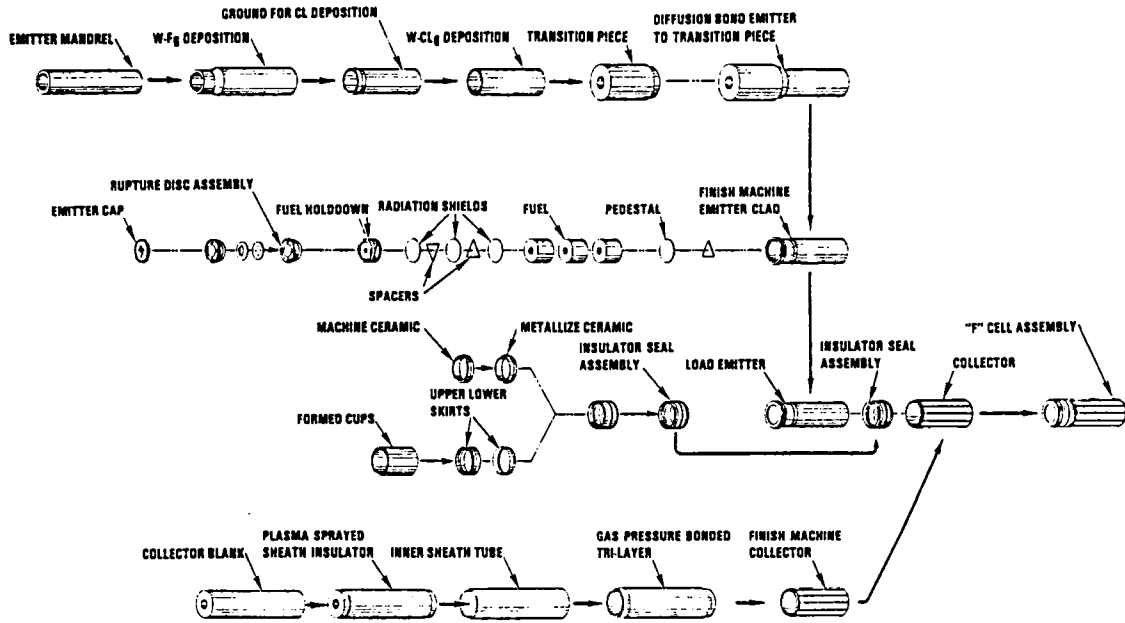 GROUND FOR CL DEPOSITION
EMITTER MANDREL
W-F6 DEPOSITION
W-CL6 DEPOSITION
TRANSITION PIECE
DIFFUSION BOND EMITTER
TO TRANSITION PIECE
RUPTURE DISC ASSEMBLY
EMITTER CAP
FUEL HOLDDOWN
RADIATION SHIELDS
FUEL
PEDESTAL
FINISH MACHINE
EMITTER CLAD
SPACERS
MACHINE CERAMIC
METALLIZE CERAMIC
INSULATOR SEAL
ASSEMBLY
LOAD EMITTER
INSULATOR SEAL
ASSEMBLY
COLLECTOR
"F" CELL ASSEMBLY
UPPER LOWER
SKIRTS
FORMED CUPS
COLLECTOR BLANK
PLASMA SPRAYED
SHEATH INSULATOR
INNER SHEATH TUBE
GAS PRESSURE BONDED
TRI-LAYER
FINISH MACHINE
COLLECTOR